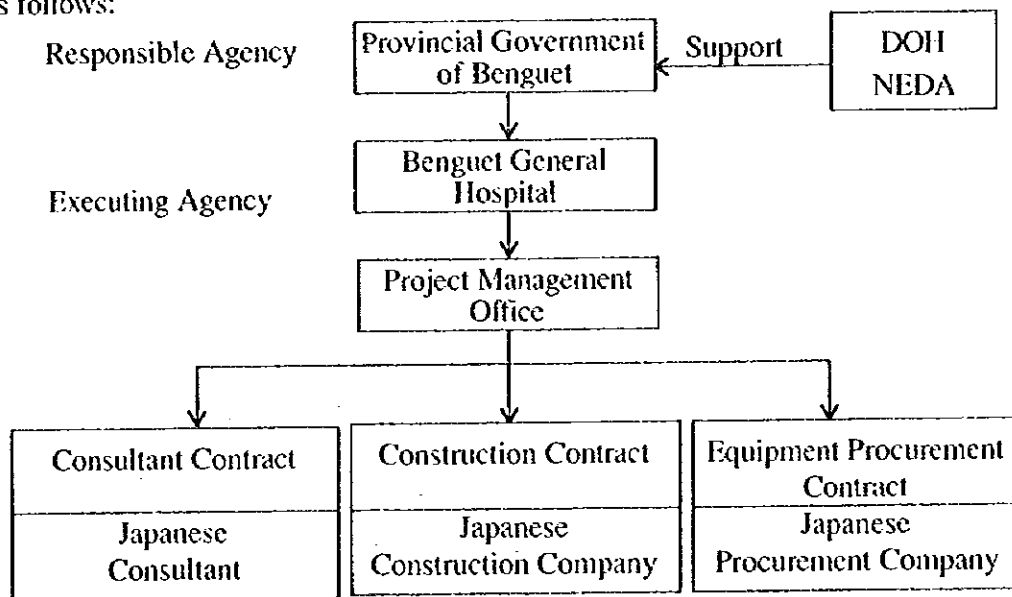 s follows:
Responsible Agency
Provincial Government
of Benguet
Support
DOH
NEDA
Benguet General
Hospital
Executing Agency
Project Management
Office
Consultant Contract
Japanese
Consultant
Construction Contract
Japanese
Construction Company
Equipment Procurement
Contract
Japanese
Procurement Company